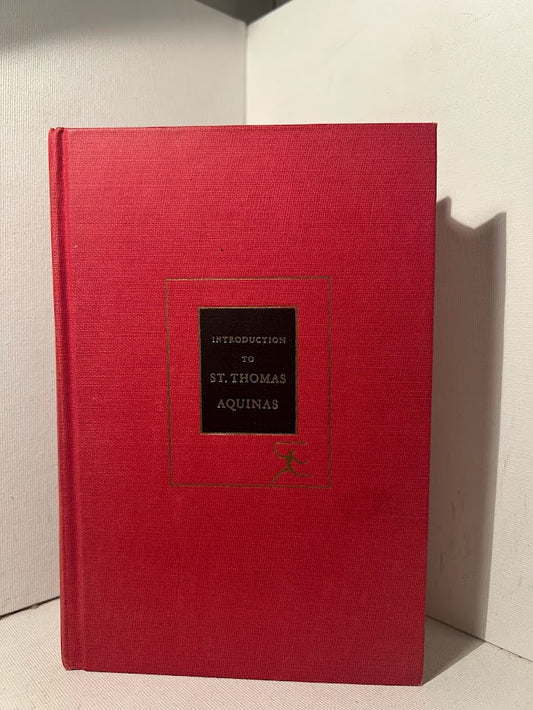 INTRODUCTION
TO
ST. THOMAS
AQUINAS